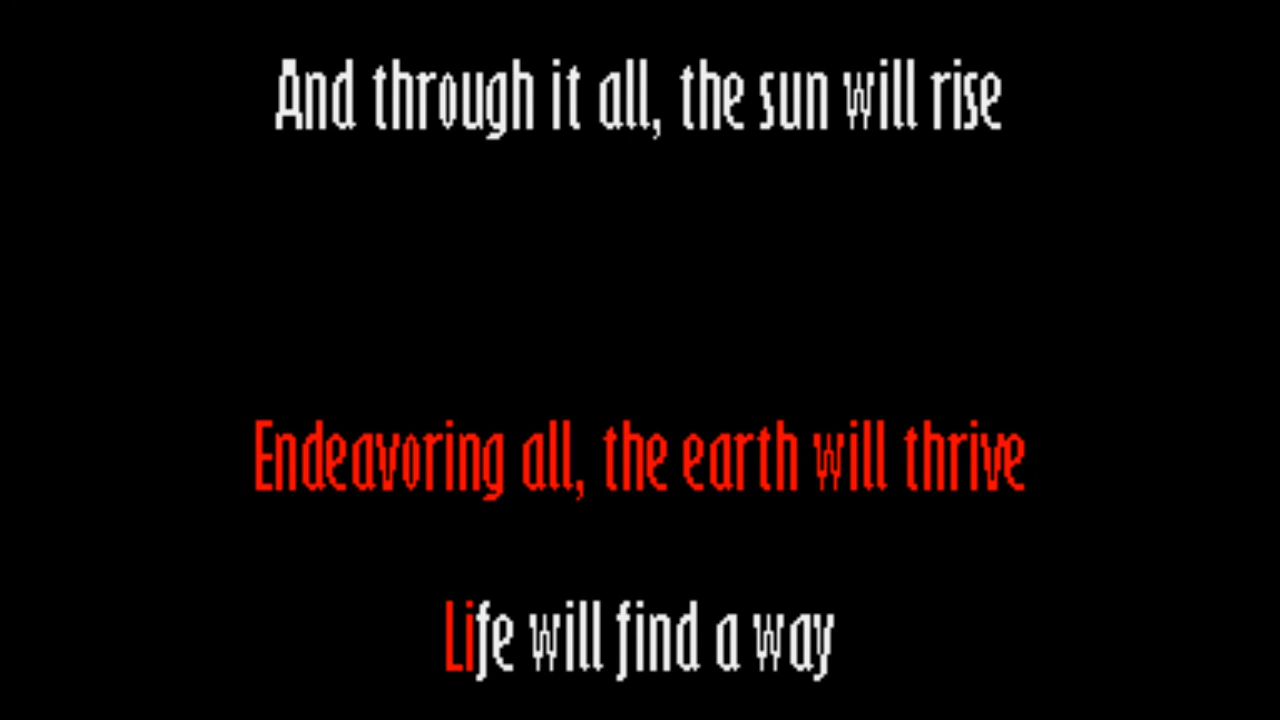 And through it all, the sun will rise
Endeavoring all, the earth will thrive
Life will find a way